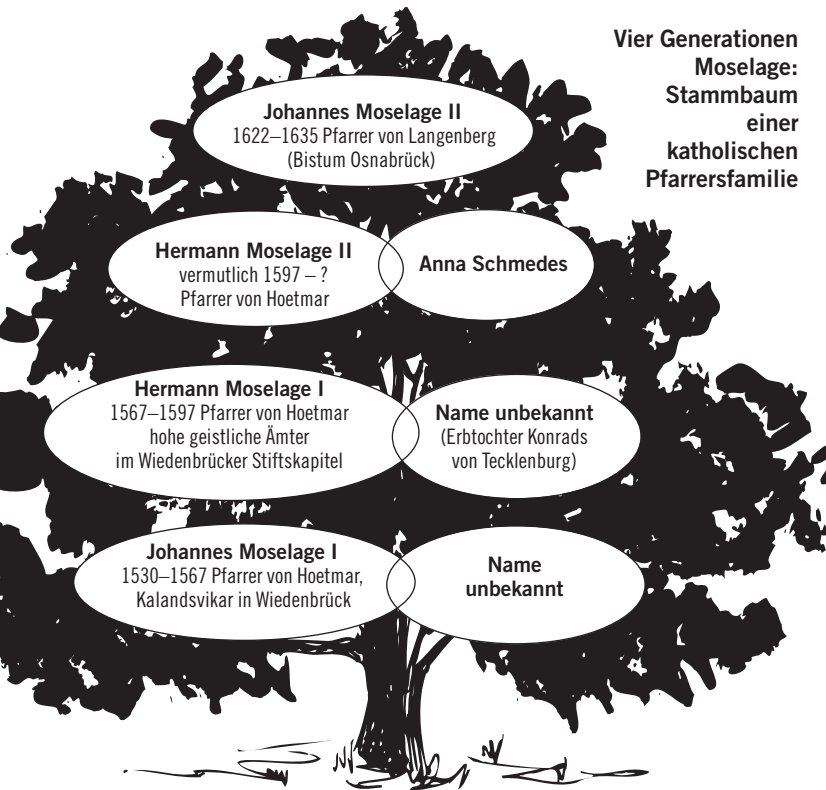 Vier Generationen
Moselage:
Stammbaum
einer
katholischen
Pfarrersfamilie
Johannes Moselage II
1622–1635 Pfarrer von Langenberg
(Bistum Osnabrück)
Hermann Moselage II
vermutlich 1597 – ?
Pfarrer von Hoetmar
Anna Schmedes
Hermann Moselage I
1567–1597 Pfarrer von Hoetmar
hohe geistliche Ämter
im Wiedenbrücker Stiftskapitel
Name unbekannt
(Erbtochter Konrads
von Tecklenburg)
Johannes Moselage I
1530–1567 Pfarrer von Hoetmar,
Kalandsvikar in Wiedenbrück
Name
unbekannt